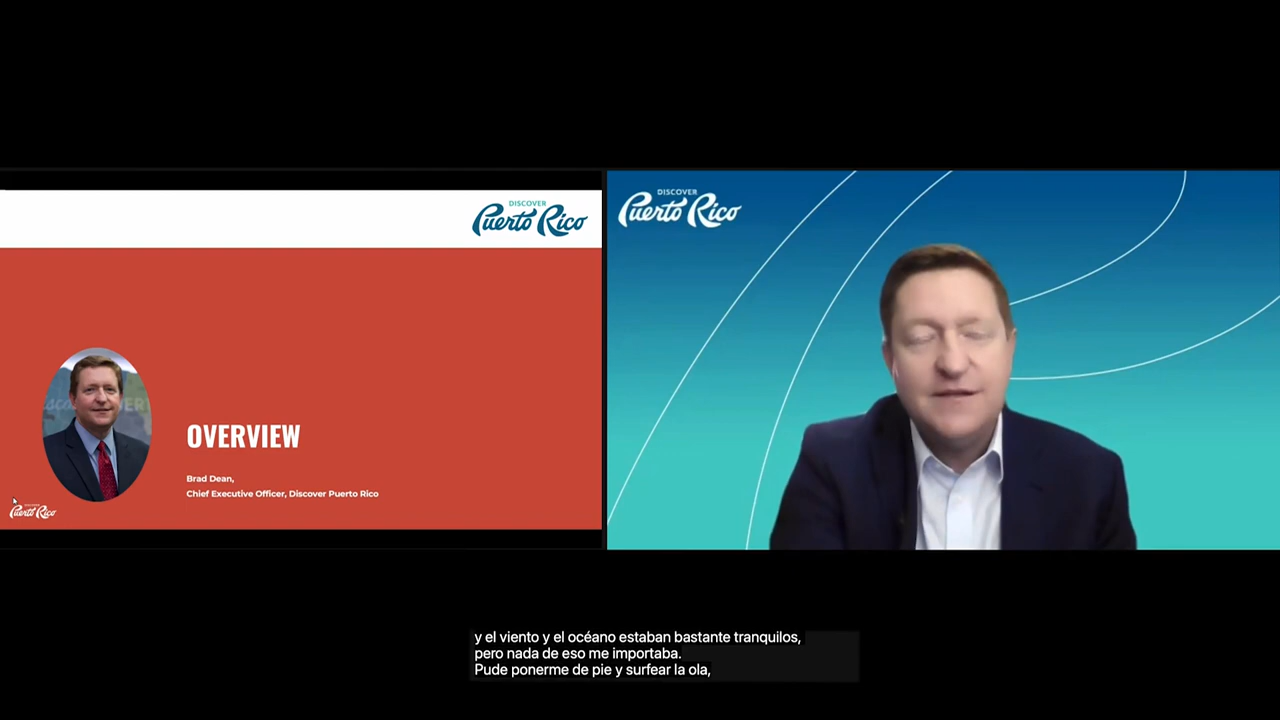 DISCOVER
Puerto Rico
OVERVIEW
Brad Dean,
Chief Executive Officer, Discover Puerto Rico
Puerto Rico
DISCOVER
Puerto Rico
y el viento y el océano estaban bastante tranquilos,
pero nada de eso me importaba.
Pude ponerme de pie y surfear la ola,